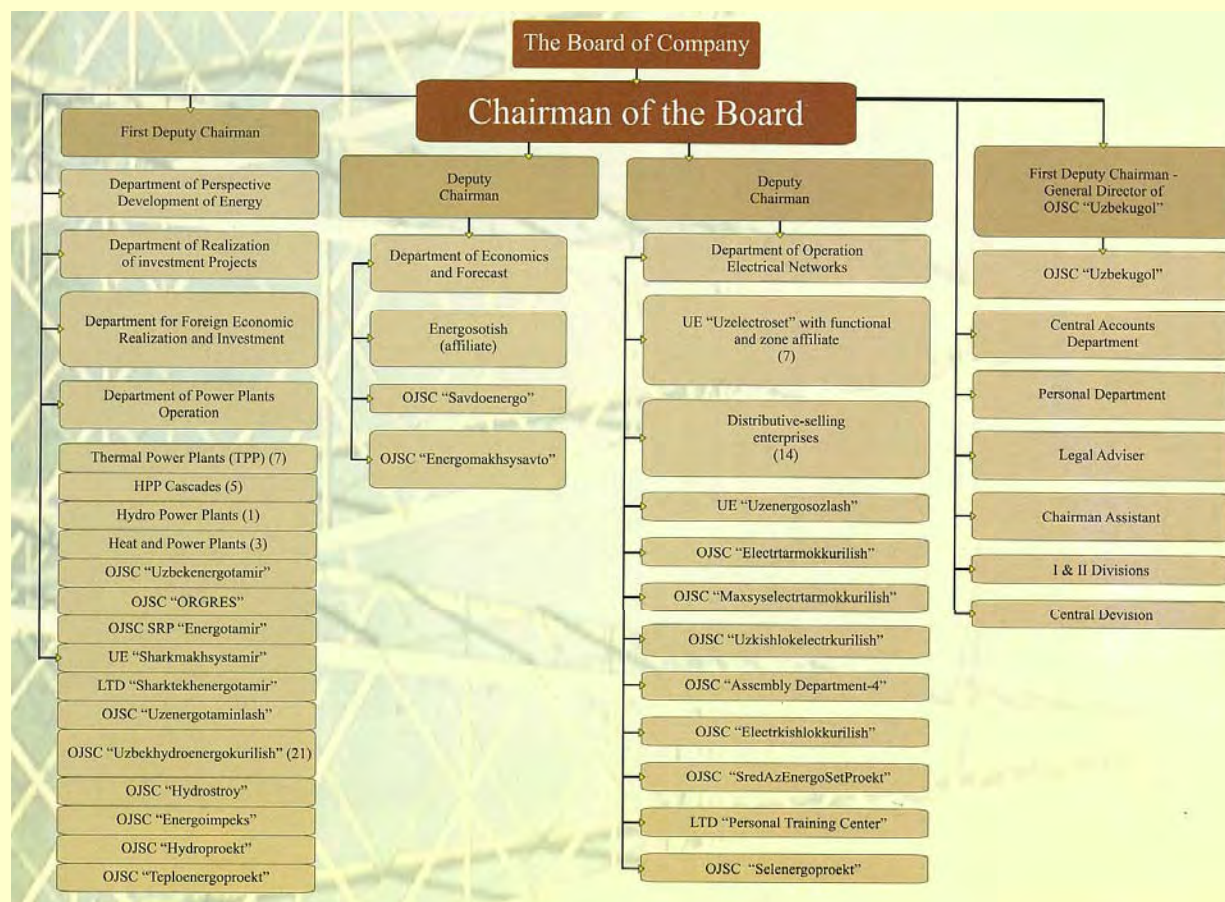 The Board of Company
Chairman of the Board
First Deputy Chairman
Department of Perspective
Development of Energy
Department of Realization
of investment Projects
Department for Foreign Economic
Realization and Investment
Department of Power Plants
Operation
Thermal Power Plants (TPP) (7)
HPP Cascades (5)
Hydro Power Plants (1)
Heat and Power Plants (3)
OJSC “Uzbekenergotamir”
OJSC “ORGRES”
OJSC SRP “Energotamir”
UE “Sharkmakhsystamir”
LTD “Sharktekhenergotamir”
OJSC “Uzenergotaminlash”
OJSC “Uzbekhydroenergokurilish” (21)
OJSC “Hydrostroy”
OJSC “Energoimpeks”
OJSC “Hydroproekt”
OJSC “Teploenergoproekt”
Deputy
Chairman
Department of Economics
and Forecast
Energosotish
(affiliate)
OJSC “Savdoenergo”
OJSC “Energomakhsysavto”
Deputy
Chairman
Department of Operation
Electrical Networks
UE “Uzelectroset” with functional
and zone affiliate
(7)
Distributive-selling
enterprises
(14)
UE “Uzenergosozlash”
OJSC “Electrtarmokkurilish”
OJSC “Maxsyselectrtarmokkurilish”
OJSC “Uzkishlokelectrkurilish”
OJSC “Assembly Department-4”
OJSC “Electrkishlokkurilish”
OJSC “SredAzEnergoSetProekt”
LTD “Personal Training Center”
OJSC “Selenergoproekt”
First Deputy Chairman -
General Director of
OJSC “Uzbekugol”
OJSC “Uzbekugol”
Central Accounts
Department
Personal Department
Legal Adviser
Chairman Assistant
I & II Divisions
Central Devision